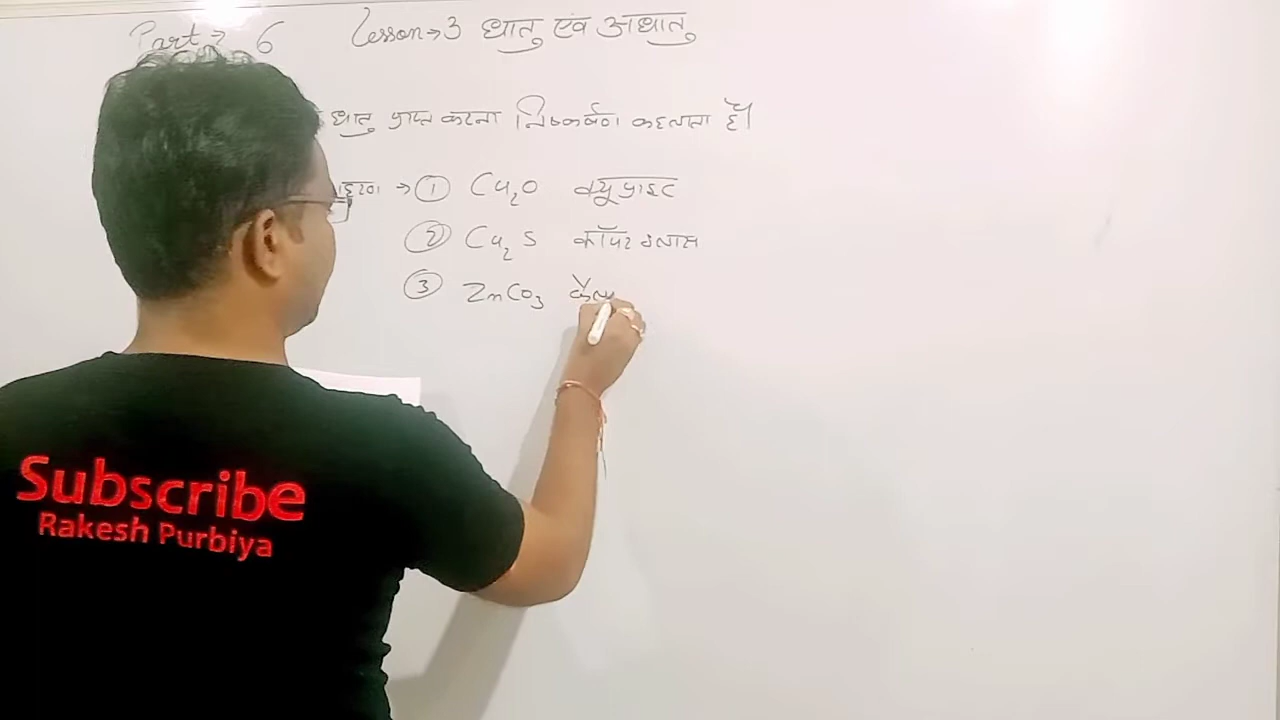 Part → 6 Lesson → 3 धातु एवं अधातु
धातु प्राप्त करना निष्कर्षण कहलाता है।
→ ① Cu₂O क्यूप्राइट
② Cu₂S कॉपर ग्लास
③ ZnCO₃ कैल
Subscribe
Rakesh Purbiya